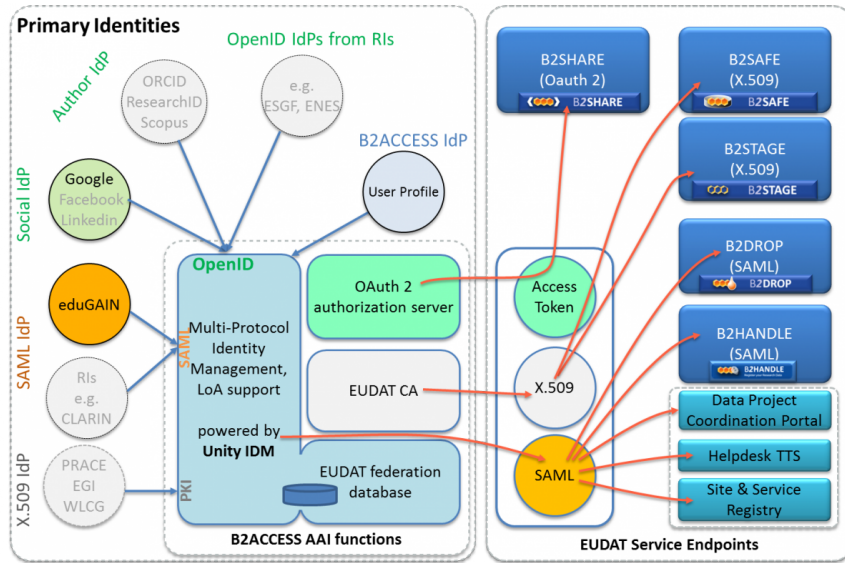 Primary Identities
OpenID IdPs from RIs
Author IdP
ORCID
ResearchID
Scopus
e.g.
ESGF, ENES
B2ACCESS IdP
Social IdP
Google
Facebook
Linkedin
User Profile
OpenID
SAML IdP
eduGAIN
SAML
Multi-Protocol
Identity
Management,
LoA support
powered by
Unity IDM
RIs
e.g.
CLARIN
X.509 IdP
PRACE
EGI
WLCG
PKI
OAuth 2
authorization server
EUDAT CA
EUDAT federation
database
B2ACCESS AAI functions
B2SHARE
(Oauth 2)
B2SHARE
B2SAFE
(X.509)
B2SAFE
B2STAGE
(X.509)
B2STAGE
B2DROP
(SAML)
B2DROP
B2HANDLE
(SAML)
B2HANDLE
Access
Token
X.509
SAML
Data Project
Coordination Portal
Helpdesk TTS
Site & Service
Registry
EUDAT Service Endpoints